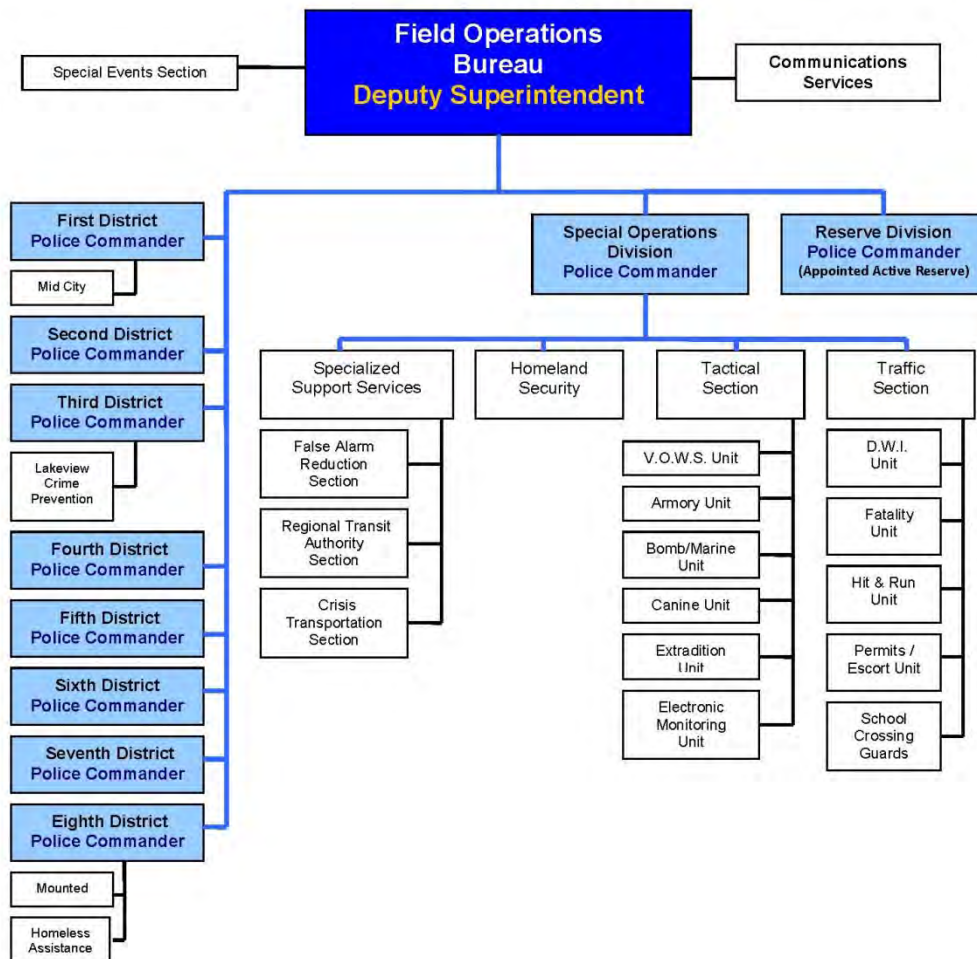 Field Operations
Bureau
Deputy Superintendent
Special Events Section
Communications
Services
First District
Police Commander
Mid City
Second District
Police Commander
Third District
Police Commander
Lakeview
Crime
Prevention
Fourth District
Police Commander
Fifth District
Police Commander
Sixth District
Police Commander
Seventh District
Police Commander
Eighth District
Police Commander
Mounted
Homeless
Assistance
Special Operations
Division
Police Commander
Reserve Division
Police Commander
(Appointed Active Reserve)
Specialized
Support Services
False Alarm
Reduction
Section
Regional Transit
Authority
Section
Crisis
Transportation
Section
Homeland
Security
Tactical
Section
V.O.W.S. Unit
Armory Unit
Bomb/Marine
Unit
Canine Unit
Extradition
Unit
Electronic
Monitoring
Unit
Traffic
Section
D.W.I.
Unit
Fatality
Unit
Hit & Run
Unit
Permits /
Escort Unit
School
Crossing
Guards